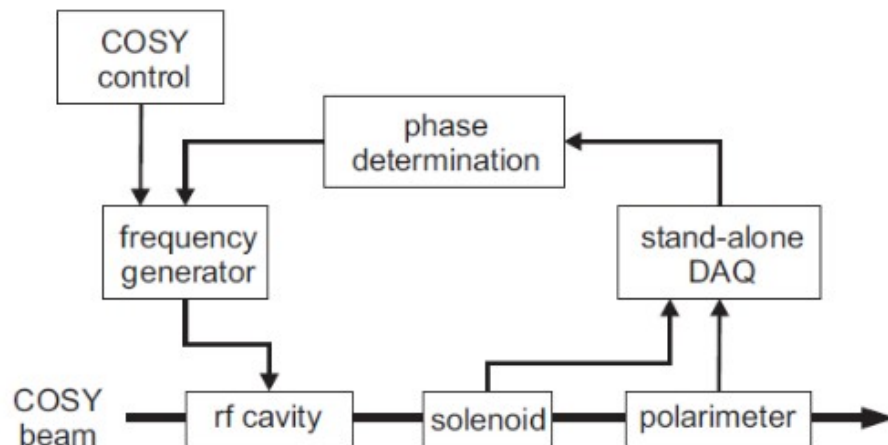 COSY
control
phase
determination
frequency
generator
stand-alone
DAQ
COSY
beam
rf cavity
solenoid
polarimeter